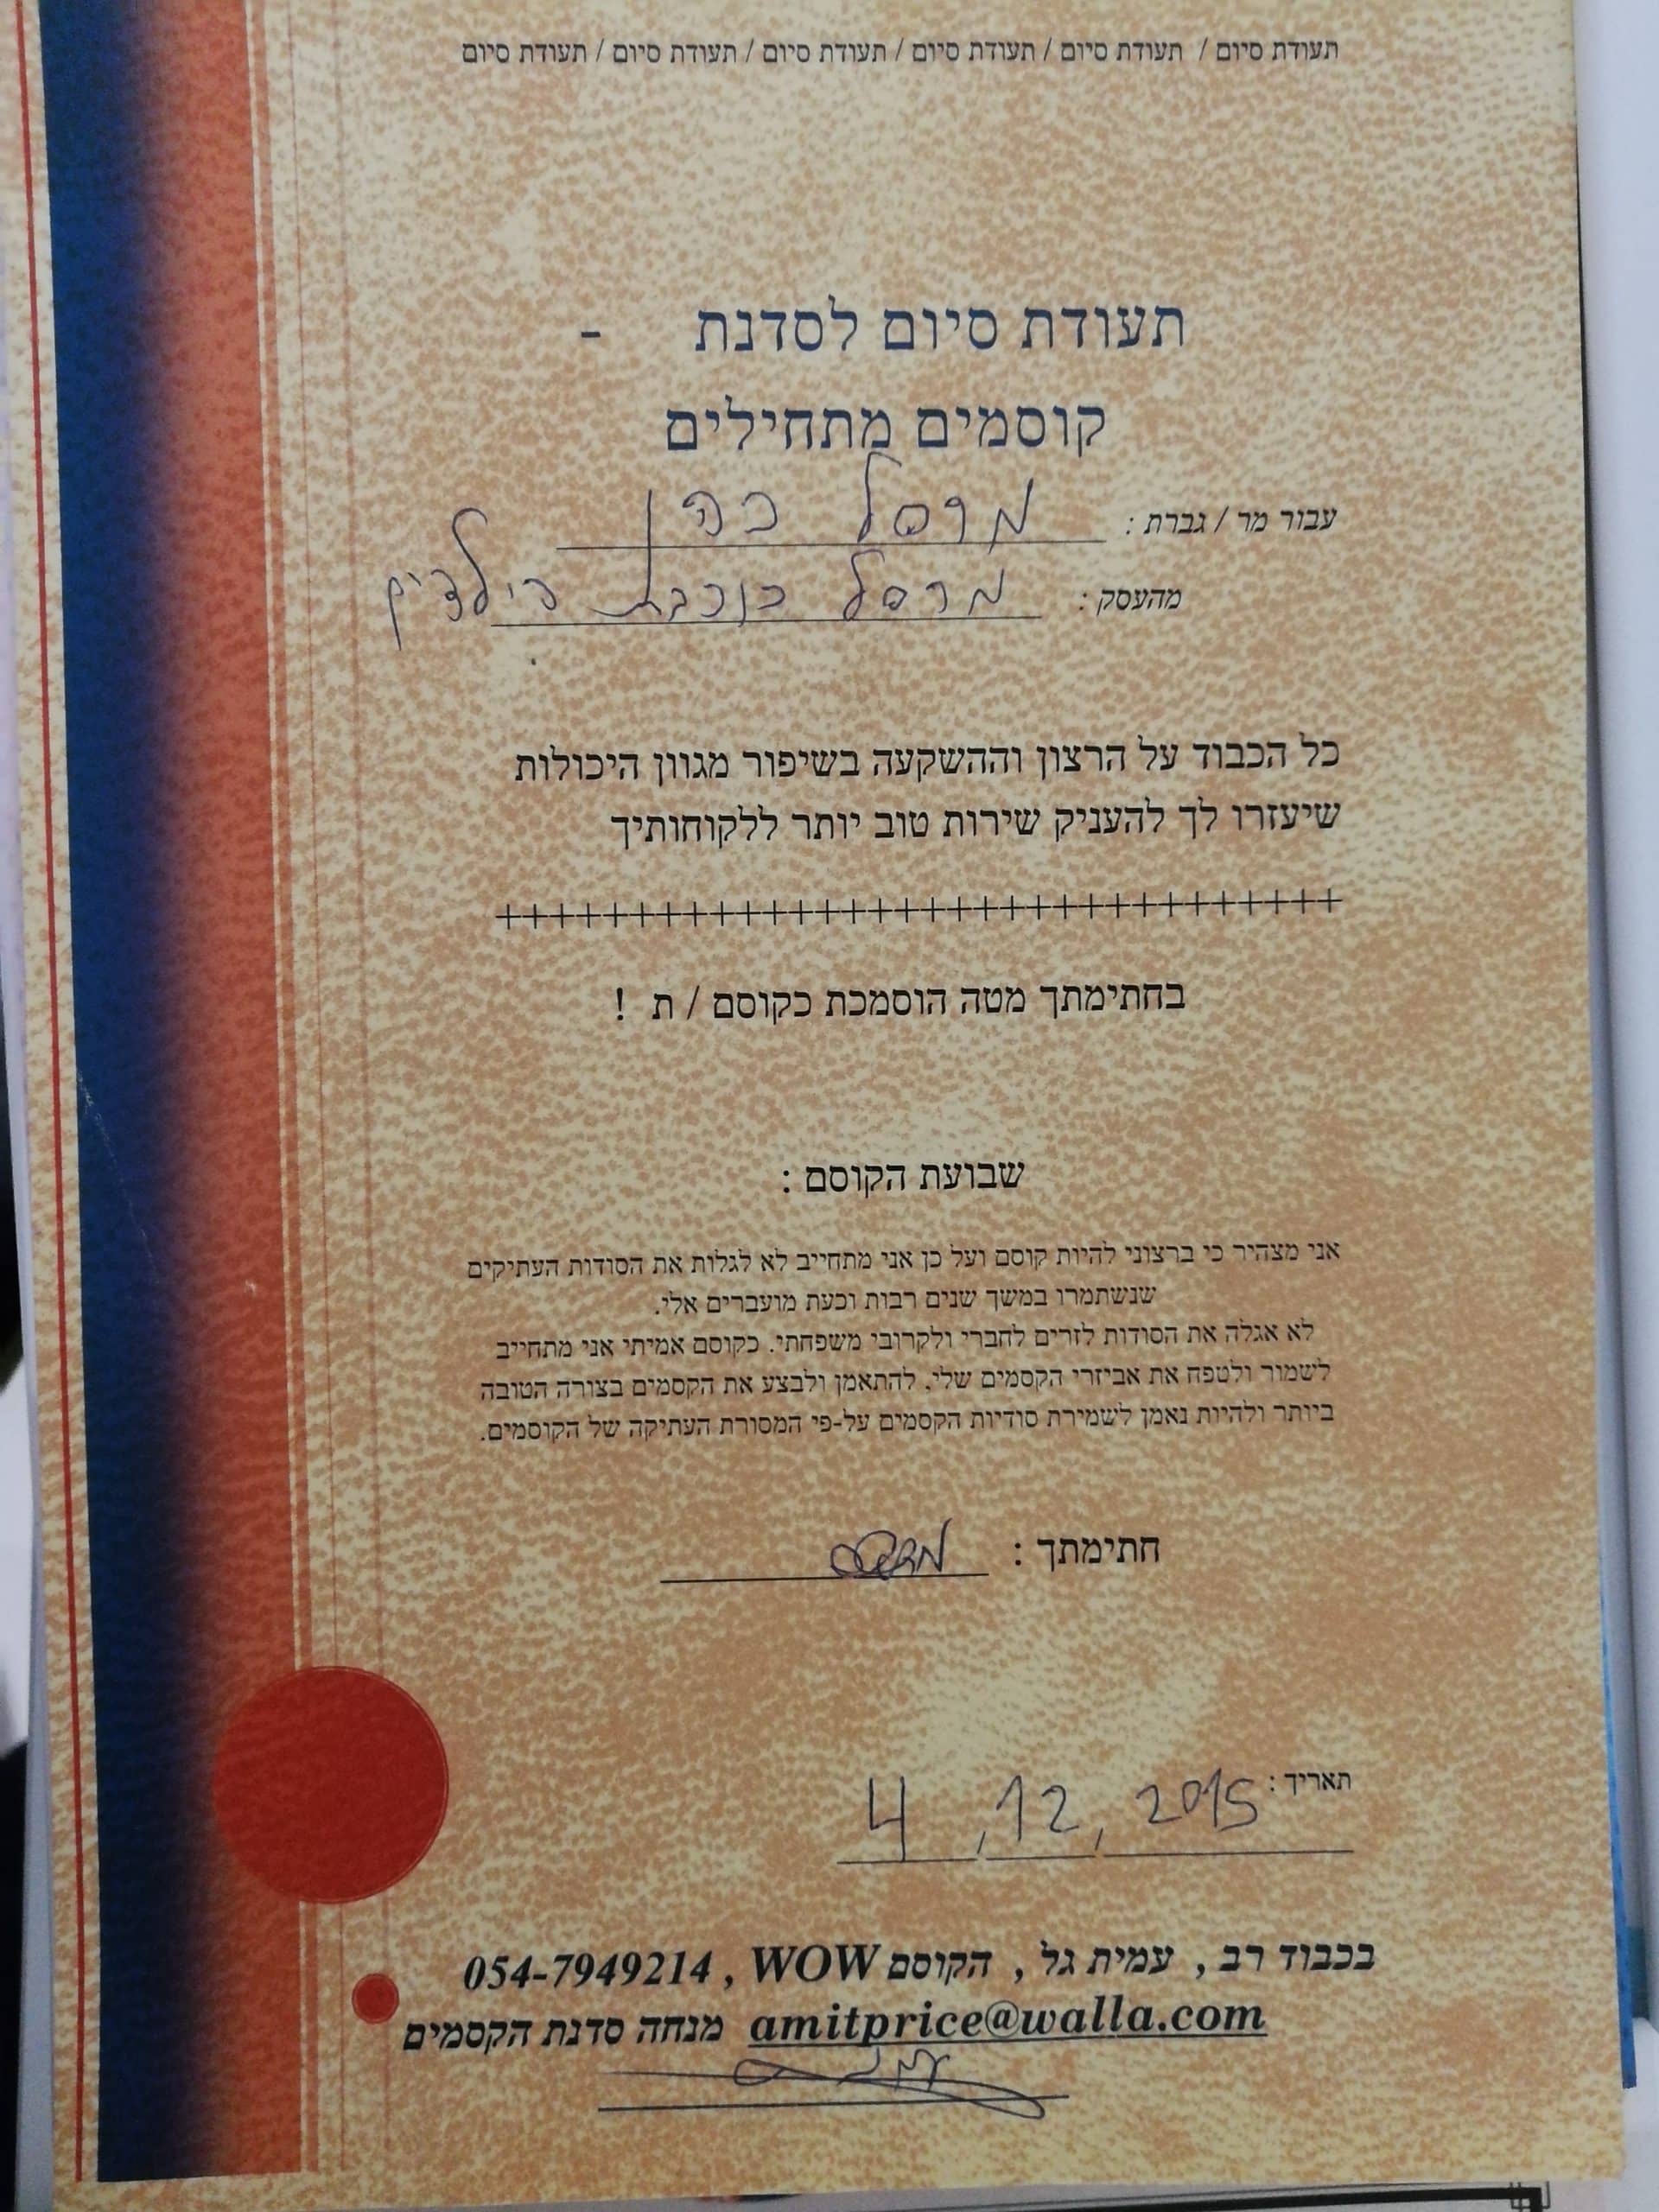 תעודת סיום / תעודת סיום / תעודת סיום / תעודת סיום / תעודת סיום / תעודת סיום
תעודת סיום לסדנת -
קוסמים מתחילים
עבור מר / גברת : מרסל כהן
מהעסק : מרסל כוכבת הילדים
כל הכבוד על הרצון וההשקעה בשיפור מגוון היכולות
שיעזרו לך להעניק שירות טוב יותר ללקוחותיך
++++++++++++++++++++++++++++++++
בחתימתך מטה הוסמכת כקוסם / ת !
שבועת הקוסם :
אני מצהיר כי ברצוני להיות קוסם ועל כן אני מתחייב לא לגלות את הסודות העתיקים
שנשתמרו במשך שנים רבות וכעת מועברים אלי.
לא אגלה את הסודות לזרים לחברי ולקרובי משפחתי. כקוסם אמיתי אני מתחייב
לשמור ולטפח את אביזרי הקסמים שלי, להתאמן ולבצע את הקסמים בצורה הטובה
ביותר ולהיות נאמן לשמירת סודיות הקסמים על-פי המסורת העתיקה של הקוסמים.
חתימתך :
תאריך : 4, 12, 2015
בכבוד רב , עמית גל , הקוסם WOW , 054-7949214
amitprice@walla.com מנחה סדנת הקסמים